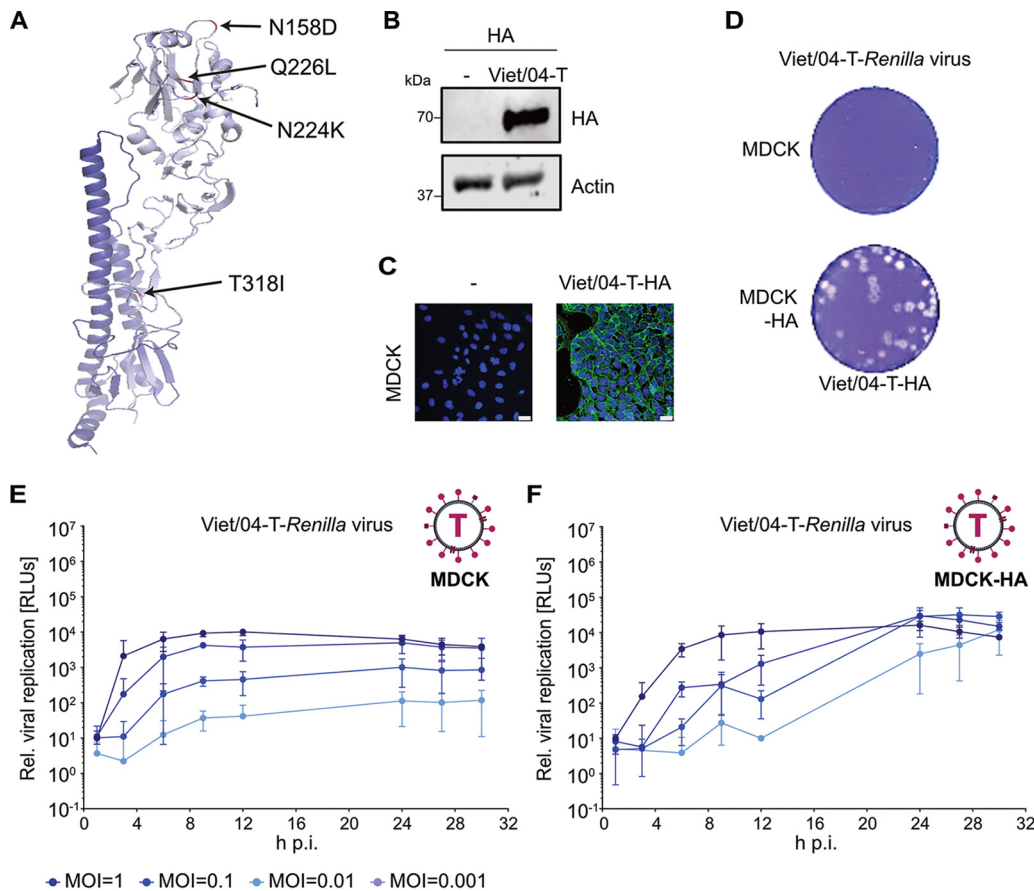 A
N158D
Q226L
N224K
T318I
B
HA
kDa
- Viet/04-T
70
HA
37
Actin
C
- Viet/04-T-HA
MDCK
D
Viet/04-T-Renilla virus
MDCK
MDCK
-HA
Viet/04-T-HA
E
Viet/04-T-Renilla virus
T
MDCK
Rel. viral replication [RLUs]
10⁷
10⁶
10⁵
10⁴
10³
10²
10¹
10⁰
10⁻¹
0 4 8 12 16 20 24 28 32
h p.i.
F
Viet/04-T-Renilla virus
T
MDCK-HA
Rel. viral replication [RLUs]
10⁷
10⁶
10⁵
10⁴
10³
10²
10¹
10⁰
10⁻¹
0 4 8 12 16 20 24 28 32
h p.i.
MOI=1 MOI=0.1 MOI=0.01 MOI=0.001